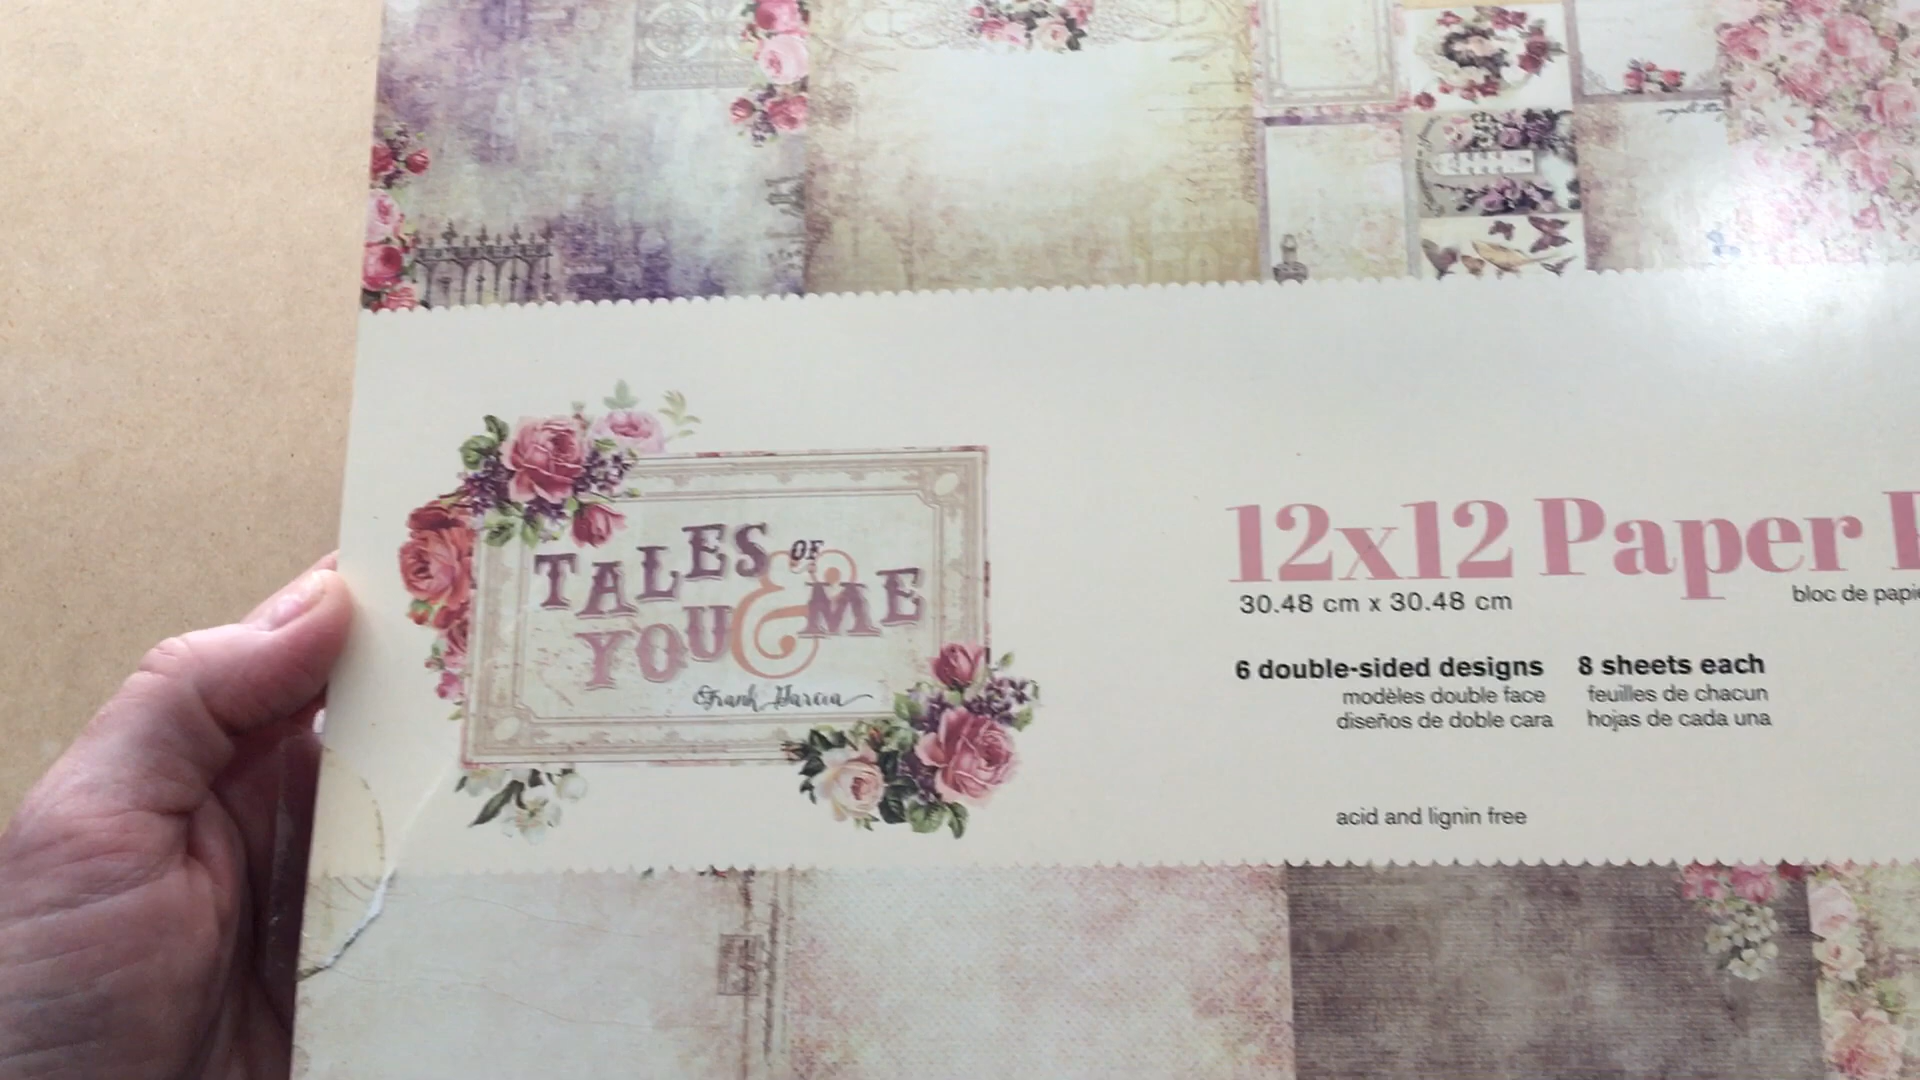 TALES OF
YOU & ME
Frank Garcia
12x12 Paper
30.48 cm x 30.48 cm
bloc de
6 double-sided designs 8 sheets each
modèles double face feuilles de chacun
diseños de doble cara hojas de cada una
acid and lignin free